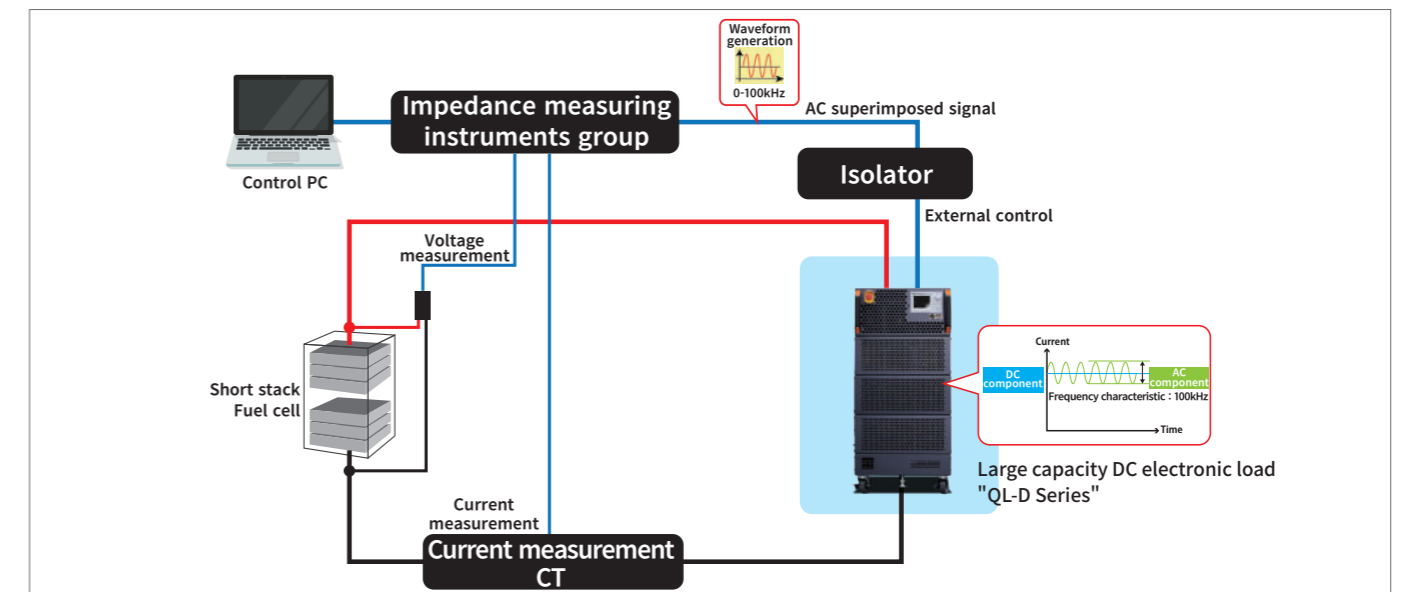 Waveform
generation
0-100kHz
Impedance measuring
instruments group
AC superimposed signal
Control PC
Isolator
External control
Voltage
measurement
Current
DC
component
AC
component
Frequency characteristic：100kHz
Time
Short stack
Fuel cell
Large capacity DC electronic load
"QL-D Series"
Current
measurement
Current measurement
CT